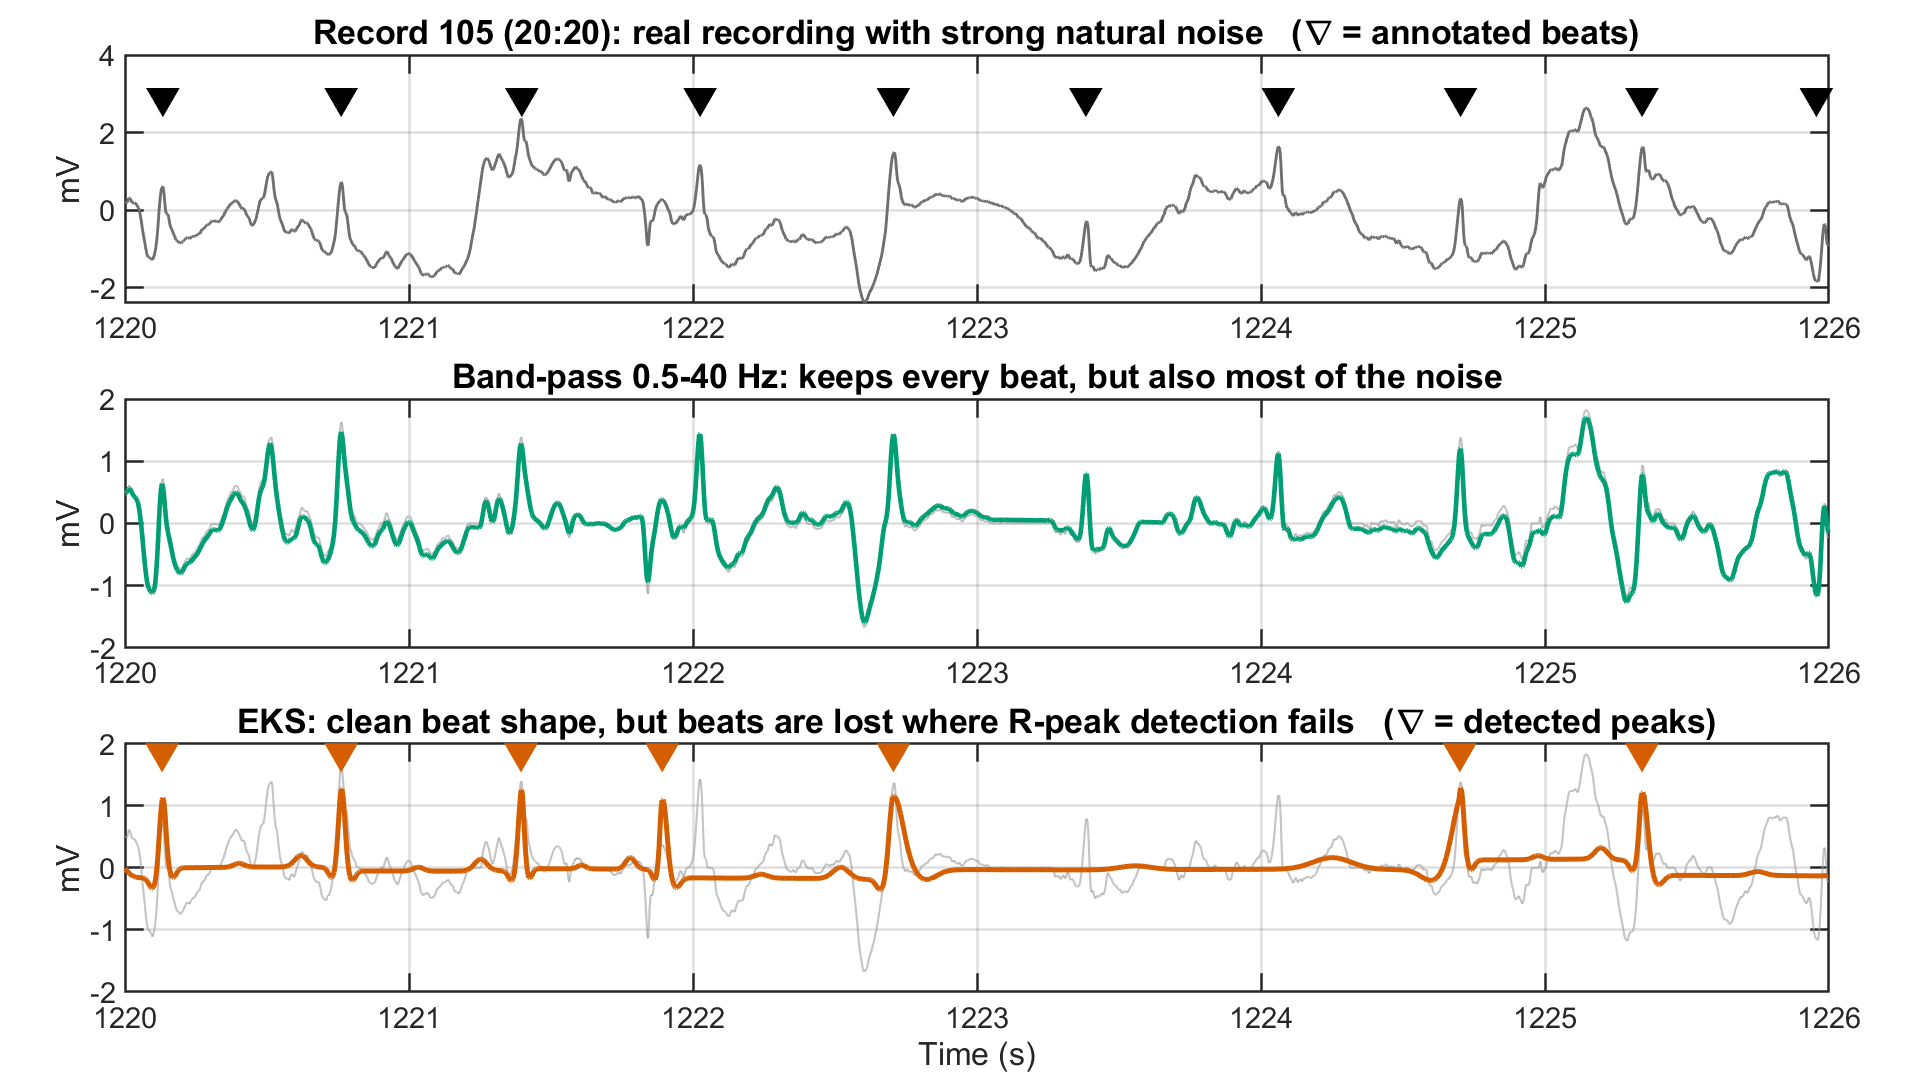 Record 105 (20:20): real recording with strong natural noise (∇ = annotated beats)
4
2
0
-2
mV
1220 1221 1222 1223 1224 1225 1226
Band-pass 0.5-40 Hz: keeps every beat, but also most of the noise
2
1
0
-1
-2
mV
1220 1221 1222 1223 1224 1225 1226
EKS: clean beat shape, but beats are lost where R-peak detection fails (∇ = detected peaks)
2
1
0
-1
-2
mV
1220 1221 1222 1223 1224 1225 1226
Time (s)